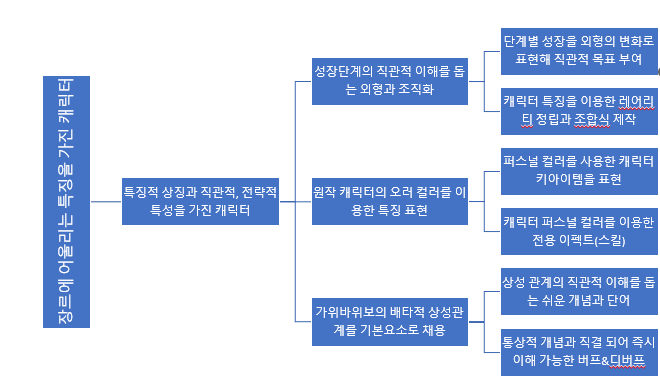 장르에 어울리는 특징을 가진 캐릭터
특징적 상징과 직관적, 전략적
특성을 가진 캐릭터
성장단계의 직관적 이해를 돕
는 외형과 조직화
단계별 성장을 외형의 변화로
표현해 직관적 목표 부여
캐릭터 특징을 이용한 레어리
티 정립과 조합식 제작
원작 캐릭터의 오러 컬러를 이
용한 특징 표현
퍼스널 컬러를 사용한 캐릭터
키아이템을 표현
캐릭터 퍼스널 컬러를 이용한
전용 이펙트(스킬)
가위바위보의 배타적 상성관
계를 기본요소로 채용
상성 관계의 직관적 이해를 돕
는 쉬운 개념과 단어
통상적 개념과 직결 되어 즉시
이해 가능한 버프&디버프